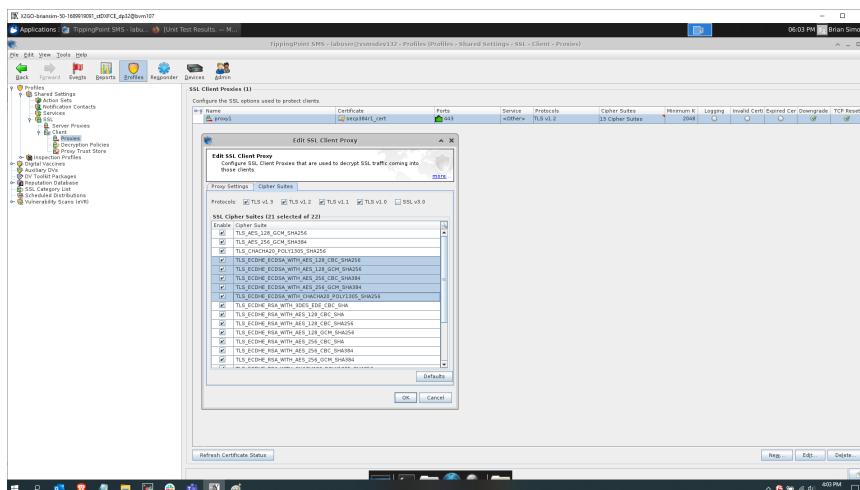 X2GO-briansim-50-1689919091_stDXFCE_dp32@bvm107
Applications
TippingPoint SMS - labu...
[Unit Test Results. — M...
06:03 PM
Brian Simo
TippingPoint SMS - labuser@vsmsdev132 - Profiles (Profiles - Shared Settings - SSL - Client - Proxies)
File Edit View Tools Help
Back Forward Events Reports Profiles Responder Devices Admin
Profiles
Shared Settings
Action Sets
Notification Contacts
Services
SSL
Server Proxies
Client
Proxies
Decryption Policies
Proxy Trust Store
Inspection Profiles
Digital Vaccines
Auxiliary DVs
DV Toolkit Packages
Reputation Database
SSL Category List
Scheduled Distributions
Vulnerability Scans (eVR)
SSL Client Proxies (1)
Configure the SSL options used to protect clients.
Name Certificate Ports Service Protocols Cipher Suites Minimum K Logging Invalid Certi Expired Cer Downgrade TCP Reset
proxy1 secp384r1_cert 443 <Other> TLS v1.2 15 Cipher Suites 2048
Edit SSL Client Proxy
Edit SSL Client Proxy
Configure SSL Client Proxies that are used to decrypt SSL traffic coming into
those clients.
more...
Proxy Settings Cipher Suites
Protocols: TLS v1.3 TLS v1.2 TLS v1.1 TLS v1.0 SSL v3.0
SSL Cipher Suites (21 selected of 22)
Enable Cipher Suite
TLS_AES_128_GCM_SHA256
TLS_AES_256_GCM_SHA384
TLS_CHACHA20_POLY1305_SHA256
TLS_ECDHE_ECDSA_WITH_AES_128_CBC_SHA256
TLS_ECDHE_ECDSA_WITH_AES_128_GCM_SHA256
TLS_ECDHE_ECDSA_WITH_AES_256_CBC_SHA384
TLS_ECDHE_ECDSA_WITH_AES_256_GCM_SHA384
TLS_ECDHE_ECDSA_WITH_CHACHA20_POLY1305_SHA256
TLS_ECDHE_RSA_WITH_3DES_EDE_CBC_SHA
TLS_ECDHE_RSA_WITH_AES_128_CBC_SHA
TLS_ECDHE_RSA_WITH_AES_128_CBC_SHA256
TLS_ECDHE_RSA_WITH_AES_128_GCM_SHA256
TLS_ECDHE_RSA_WITH_AES_256_CBC_SHA
TLS_ECDHE_RSA_WITH_AES_256_CBC_SHA384
TLS_ECDHE_RSA_WITH_AES_256_GCM_SHA384
Defaults
OK Cancel
Refresh Certificate Status
New... Edit... Delete...
4:03 PM